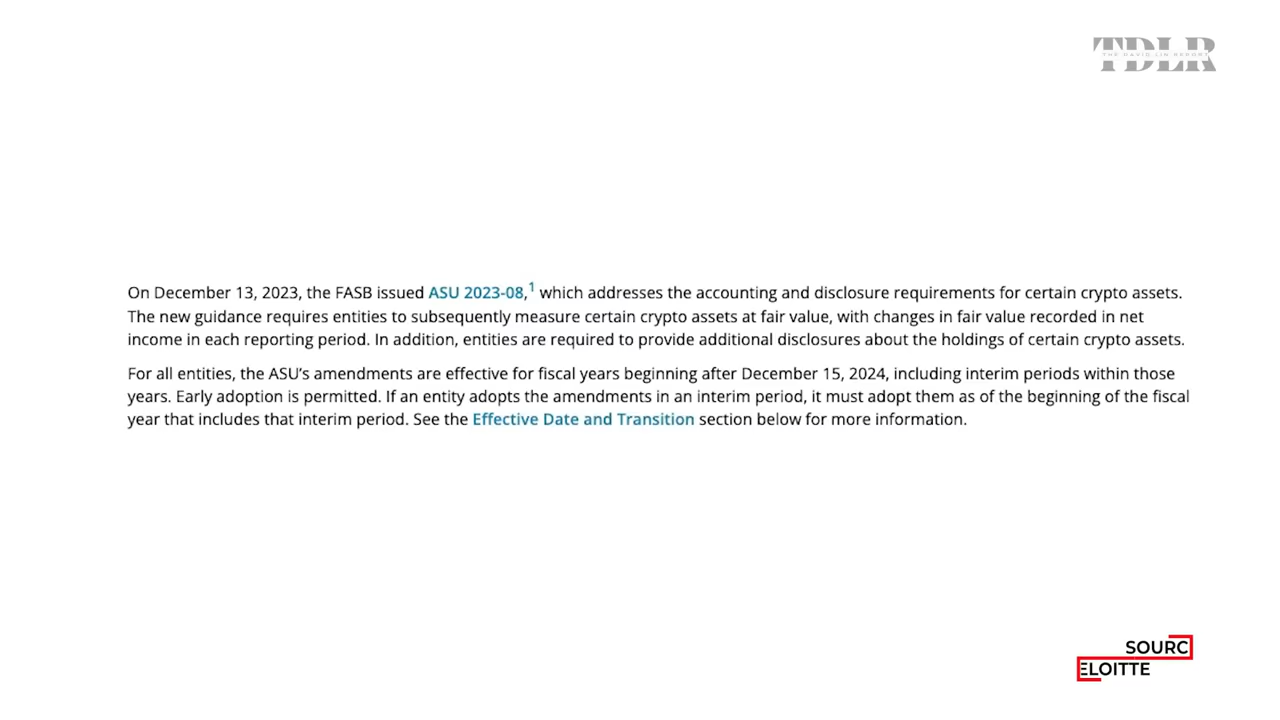 TDLR
THE DAVID LIN REPORT
On December 13, 2023, the FASB issued ASU 2023-08,1 which addresses the accounting and disclosure requirements for certain crypto assets.
The new guidance requires entities to subsequently measure certain crypto assets at fair value, with changes in fair value recorded in net
income in each reporting period. In addition, entities are required to provide additional disclosures about the holdings of certain crypto assets.
For all entities, the ASU's amendments are effective for fiscal years beginning after December 15, 2024, including interim periods within those
years. Early adoption is permitted. If an entity adopts the amendments in an interim period, it must adopt them as of the beginning of the fiscal
year that includes that interim period. See the Effective Date and Transition section below for more information.
SOURC
ELOITTE